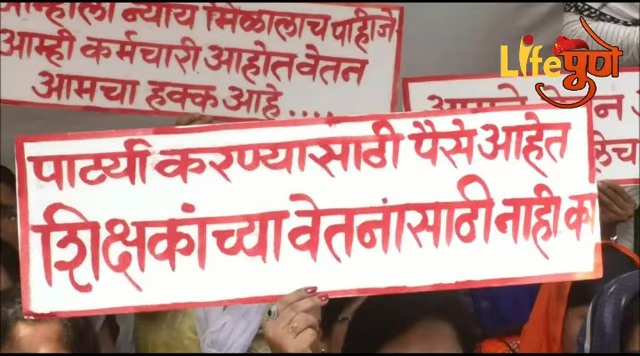 आम्हाला न्याय मिळालाच पाहीजे
आम्ही कर्मचारी आहोत वेतन
आमचा हक्क आहे....
Lifeपुणे
पार्ट्यी करण्यासाठी पैसे आहेत
शिक्षकांच्या वेतनांसाठी नाही का